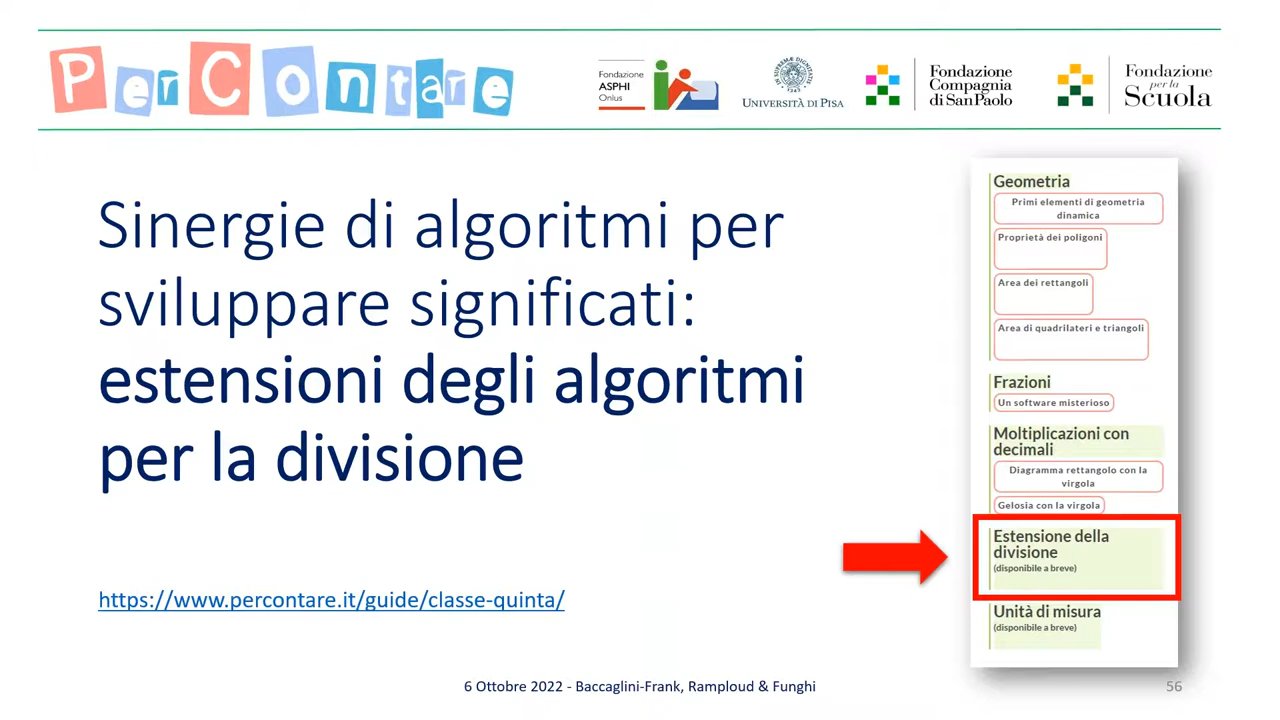 PerContare
Fondazione
ASPHI
Onlus
UNIVERSITÀ DI PISA
Fondazione
Compagnia
di San Paolo
Fondazione
per la
Scuola
Sinergie di algoritmi per
sviluppare significati:
estensioni degli algoritmi
per la divisione
https://www.percontare.it/guide/classe-quinta/
Geometria
Primi elementi di geometria
dinamica
Proprietà dei poligoni
Area dei rettangoli
Area di quadrilateri e triangoli
Frazioni
Un software misterioso
Moltiplicazioni con
decimali
Diagramma rettangolo con la
virgola
Gelosia con la virgola
Estensione della
divisione
(disponibile a breve)
Unità di misura
(disponibile a breve)
6 Ottobre 2022 - Baccaglini-Frank, Ramploud & Funghi
56